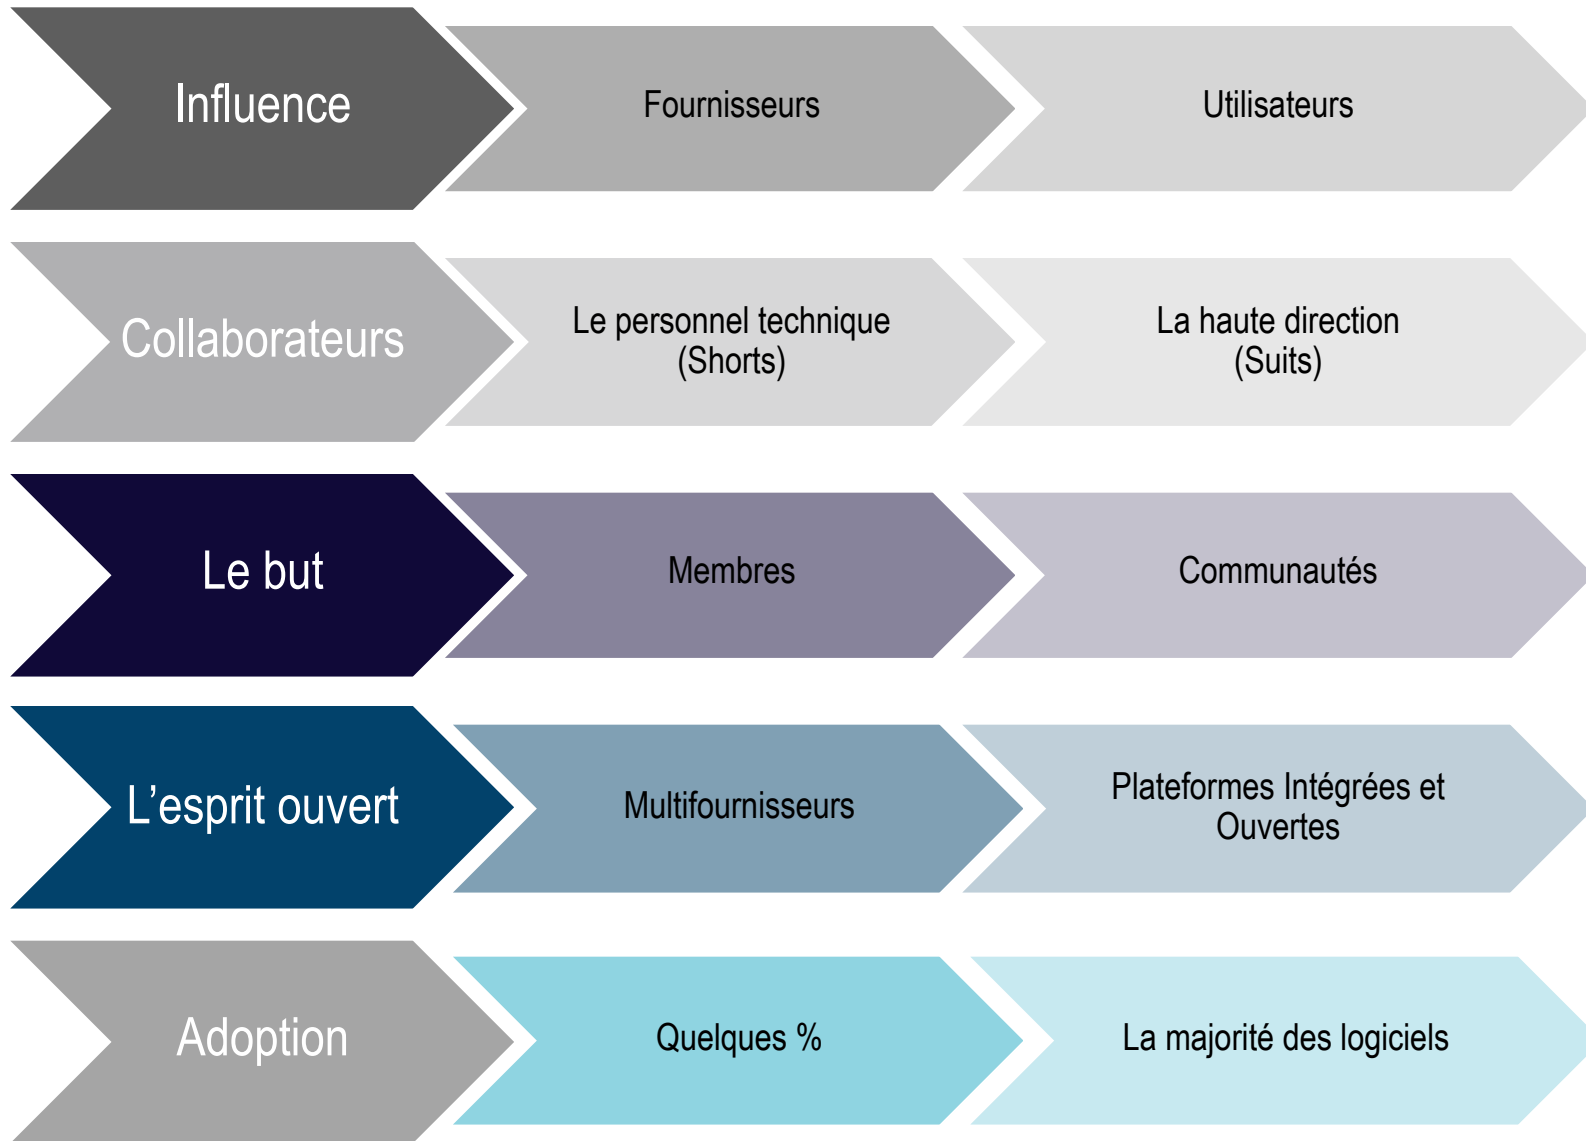 Influence
Fournisseurs
Utilisateurs
Collaborateurs
Le personnel technique
(Shorts)
La haute direction
(Suits)
Le but
Membres
Communautés
L’esprit ouvert
Multifournisseurs
Plateformes Intégrées et
Ouvertes
Adoption
Quelques %
La majorité des logiciels